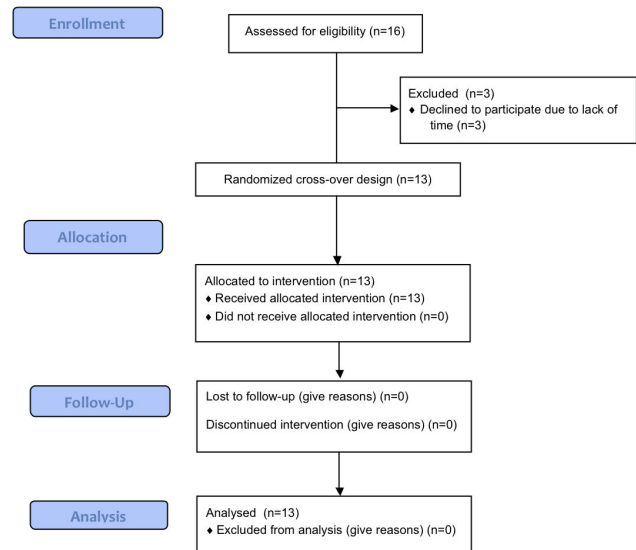 Enrollment
Assessed for eligibility (n=16)
Excluded (n=3)
♦ Declined to participate due to lack of
time (n=3)
Randomized cross-over design (n=13)
Allocation
Allocated to intervention (n=13)
♦ Received allocated intervention (n=13)
♦ Did not receive allocated intervention (n=0)
Follow-Up
Lost to follow-up (give reasons) (n=0)
Discontinued intervention (give reasons) (n=0)
Analysis
Analysed (n=13)
♦ Excluded from analysis (give reasons) (n=0)